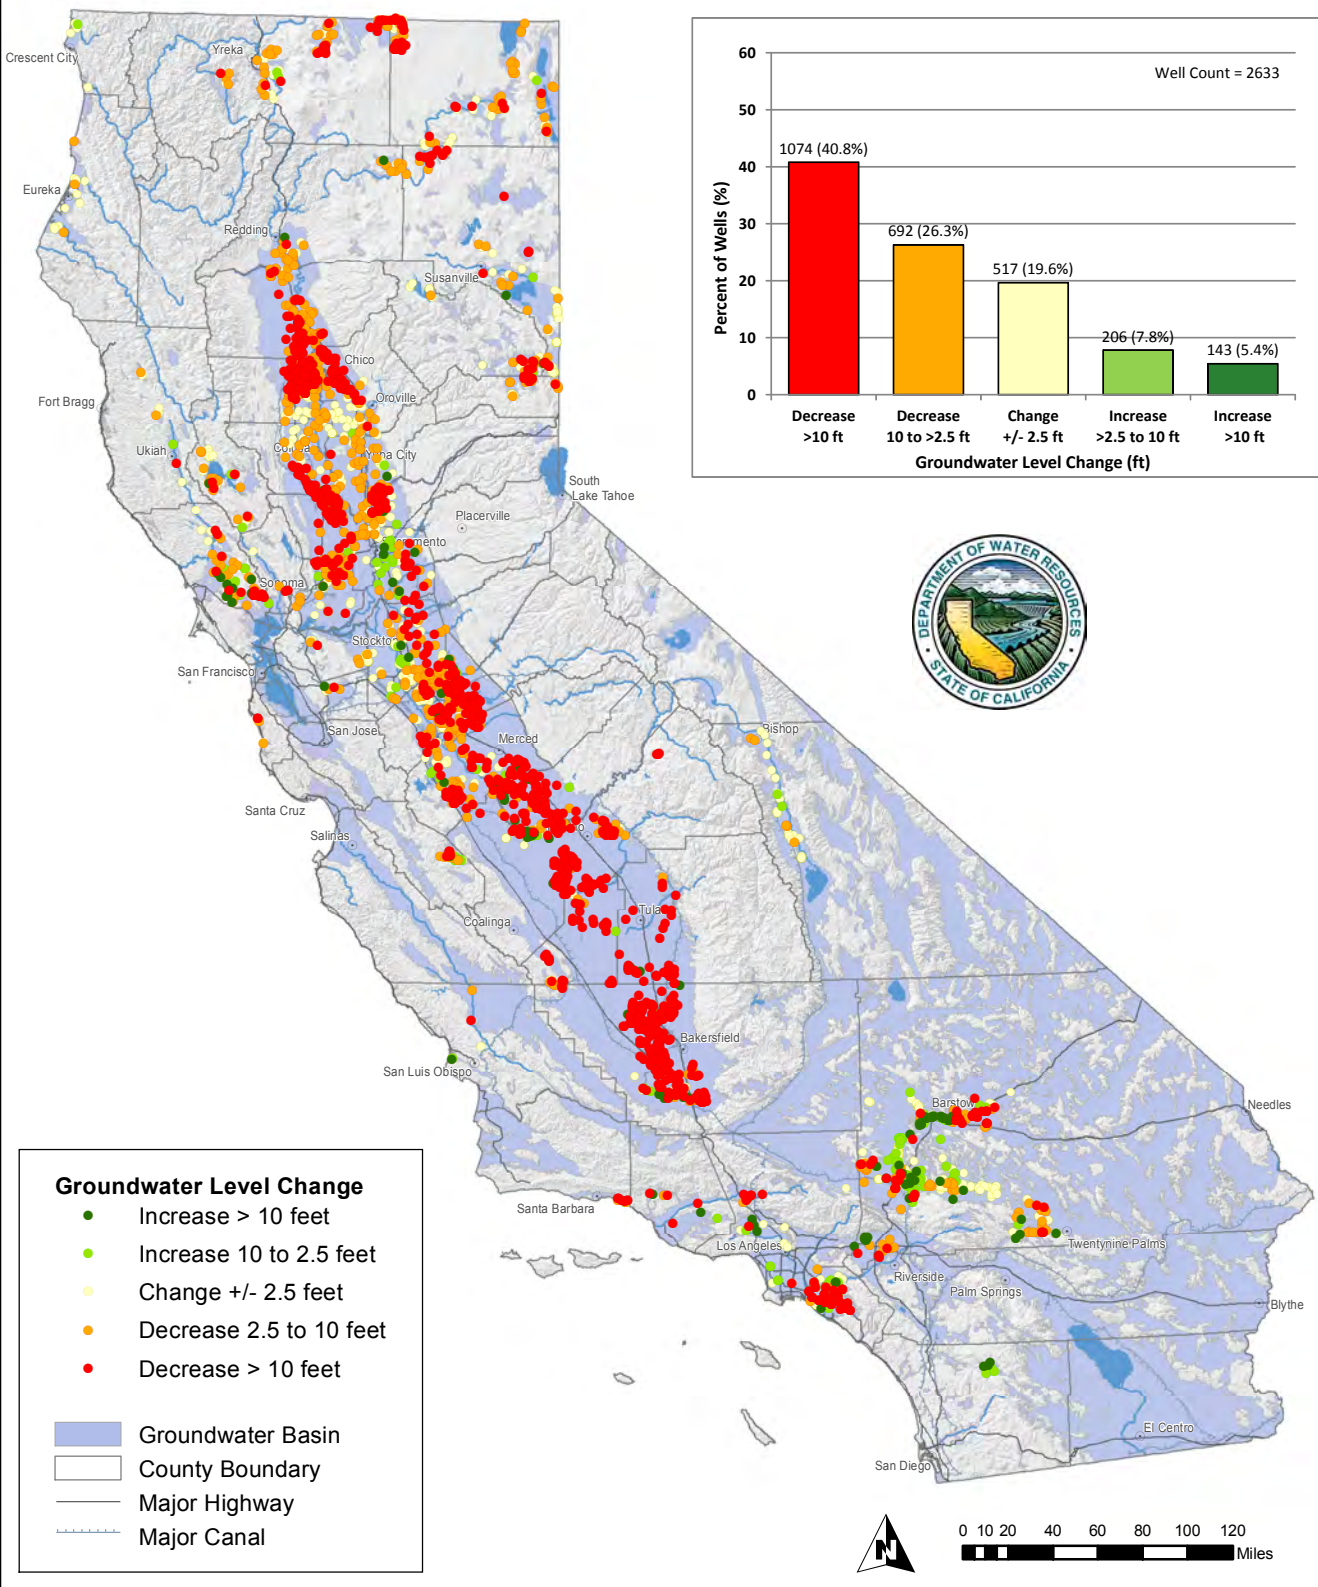 Crescent City
Yreka
Eureka
Redding
Susanville
Chico
Oroville
Fort Bragg
Ukiah
Yuba City
South
Lake Tahoe
Placerville
Sacramento
Sonoma
Stockton
San Francisco
San Jose
Merced
Bishop
Santa Cruz
Salinas
Coalinga
Bakersfield
San Luis Obispo
Barstow
Needles
Santa Barbara
Los Angeles
Twentynine Palms
Riverside
Palm Springs
Blythe
El Centro
San Diego
Well Count = 2633
Percent of Wells (%)
60
50
40
30
20
10
0
1074 (40.8%)
692 (26.3%)
517 (19.6%)
206 (7.8%)
143 (5.4%)
Decrease
>10 ft
Decrease
10 to >2.5 ft
Change
+/- 2.5 ft
Increase
>2.5 to 10 ft
Increase
>10 ft
Groundwater Level Change (ft)
DEPARTMENT OF WATER RESOURCES
STATE OF CALIFORNIA
Groundwater Level Change
Increase > 10 feet
Increase 10 to 2.5 feet
Change +/- 2.5 feet
Decrease 2.5 to 10 feet
Decrease > 10 feet
Groundwater Basin
County Boundary
Major Highway
Major Canal
N
0 10 20 40 60 80 100 120
Miles